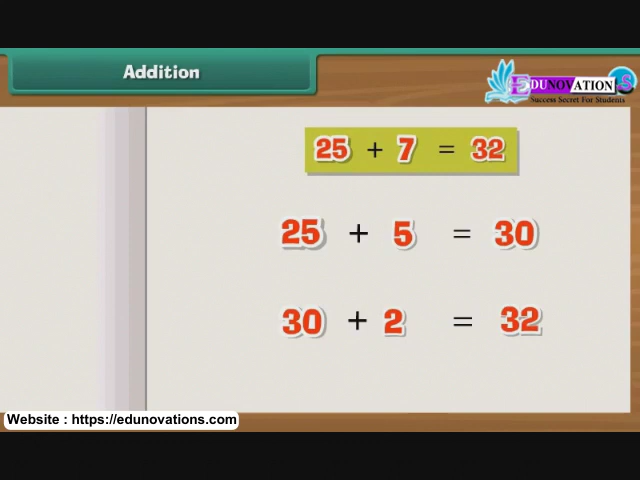 Addition
EDUNOVATIONS
Success Secret For Students
25 + 7 = 32
25 + 5 = 30
30 + 2 = 32
Website : https://edunovations.com